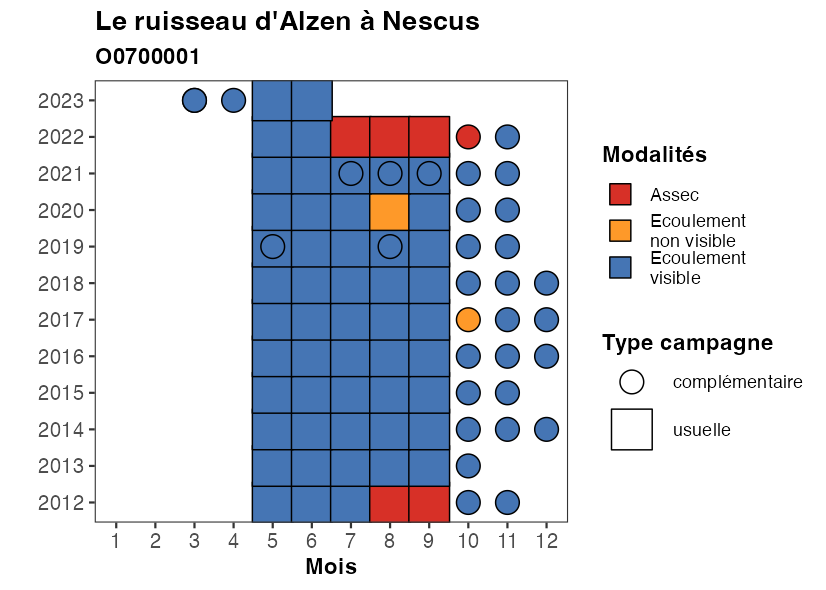 Le ruisseau d'Alzen à Nescus
O0700001
2023
2022
2021
2020
2019
2018
2017
2016
2015
2014
2013
2012
1 2 3 4 5 6 7 8 9 10 11 12
Mois
Modalités
Assec
Ecoulement
non visible
Ecoulement
visible
Type campagne
complémentaire
usuelle